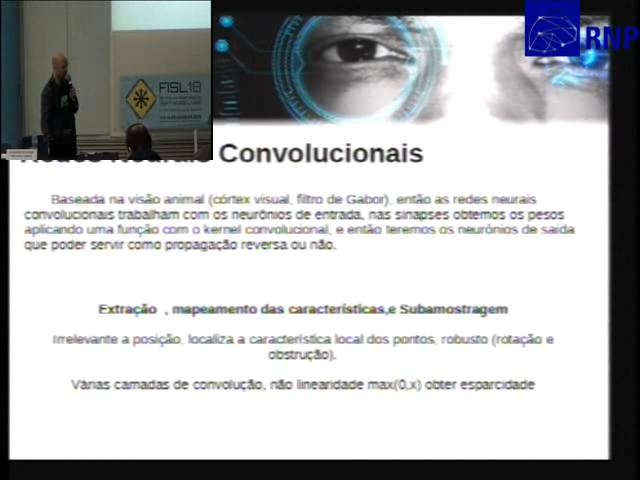 RNP
FISL18
Convolucionais
Baseada na visão animal (córtex visual, filtro de Gabor), então as redes neurais
convolucionais trabalham com os neurônios de entrada, nas sinapses obtemos os pesos
aplicando uma função com o kernel convolucional, e então teremos os neurônios de saída
que poder servir como propagação reversa ou não.
Extração , mapeamento das características,e Subamostragem
Irrelevante a posição, localiza a característica local dos pontos, robusto (rotação e
obstrução).
Várias camadas de convolução, não linearidade max(0,x) obter esparcidade